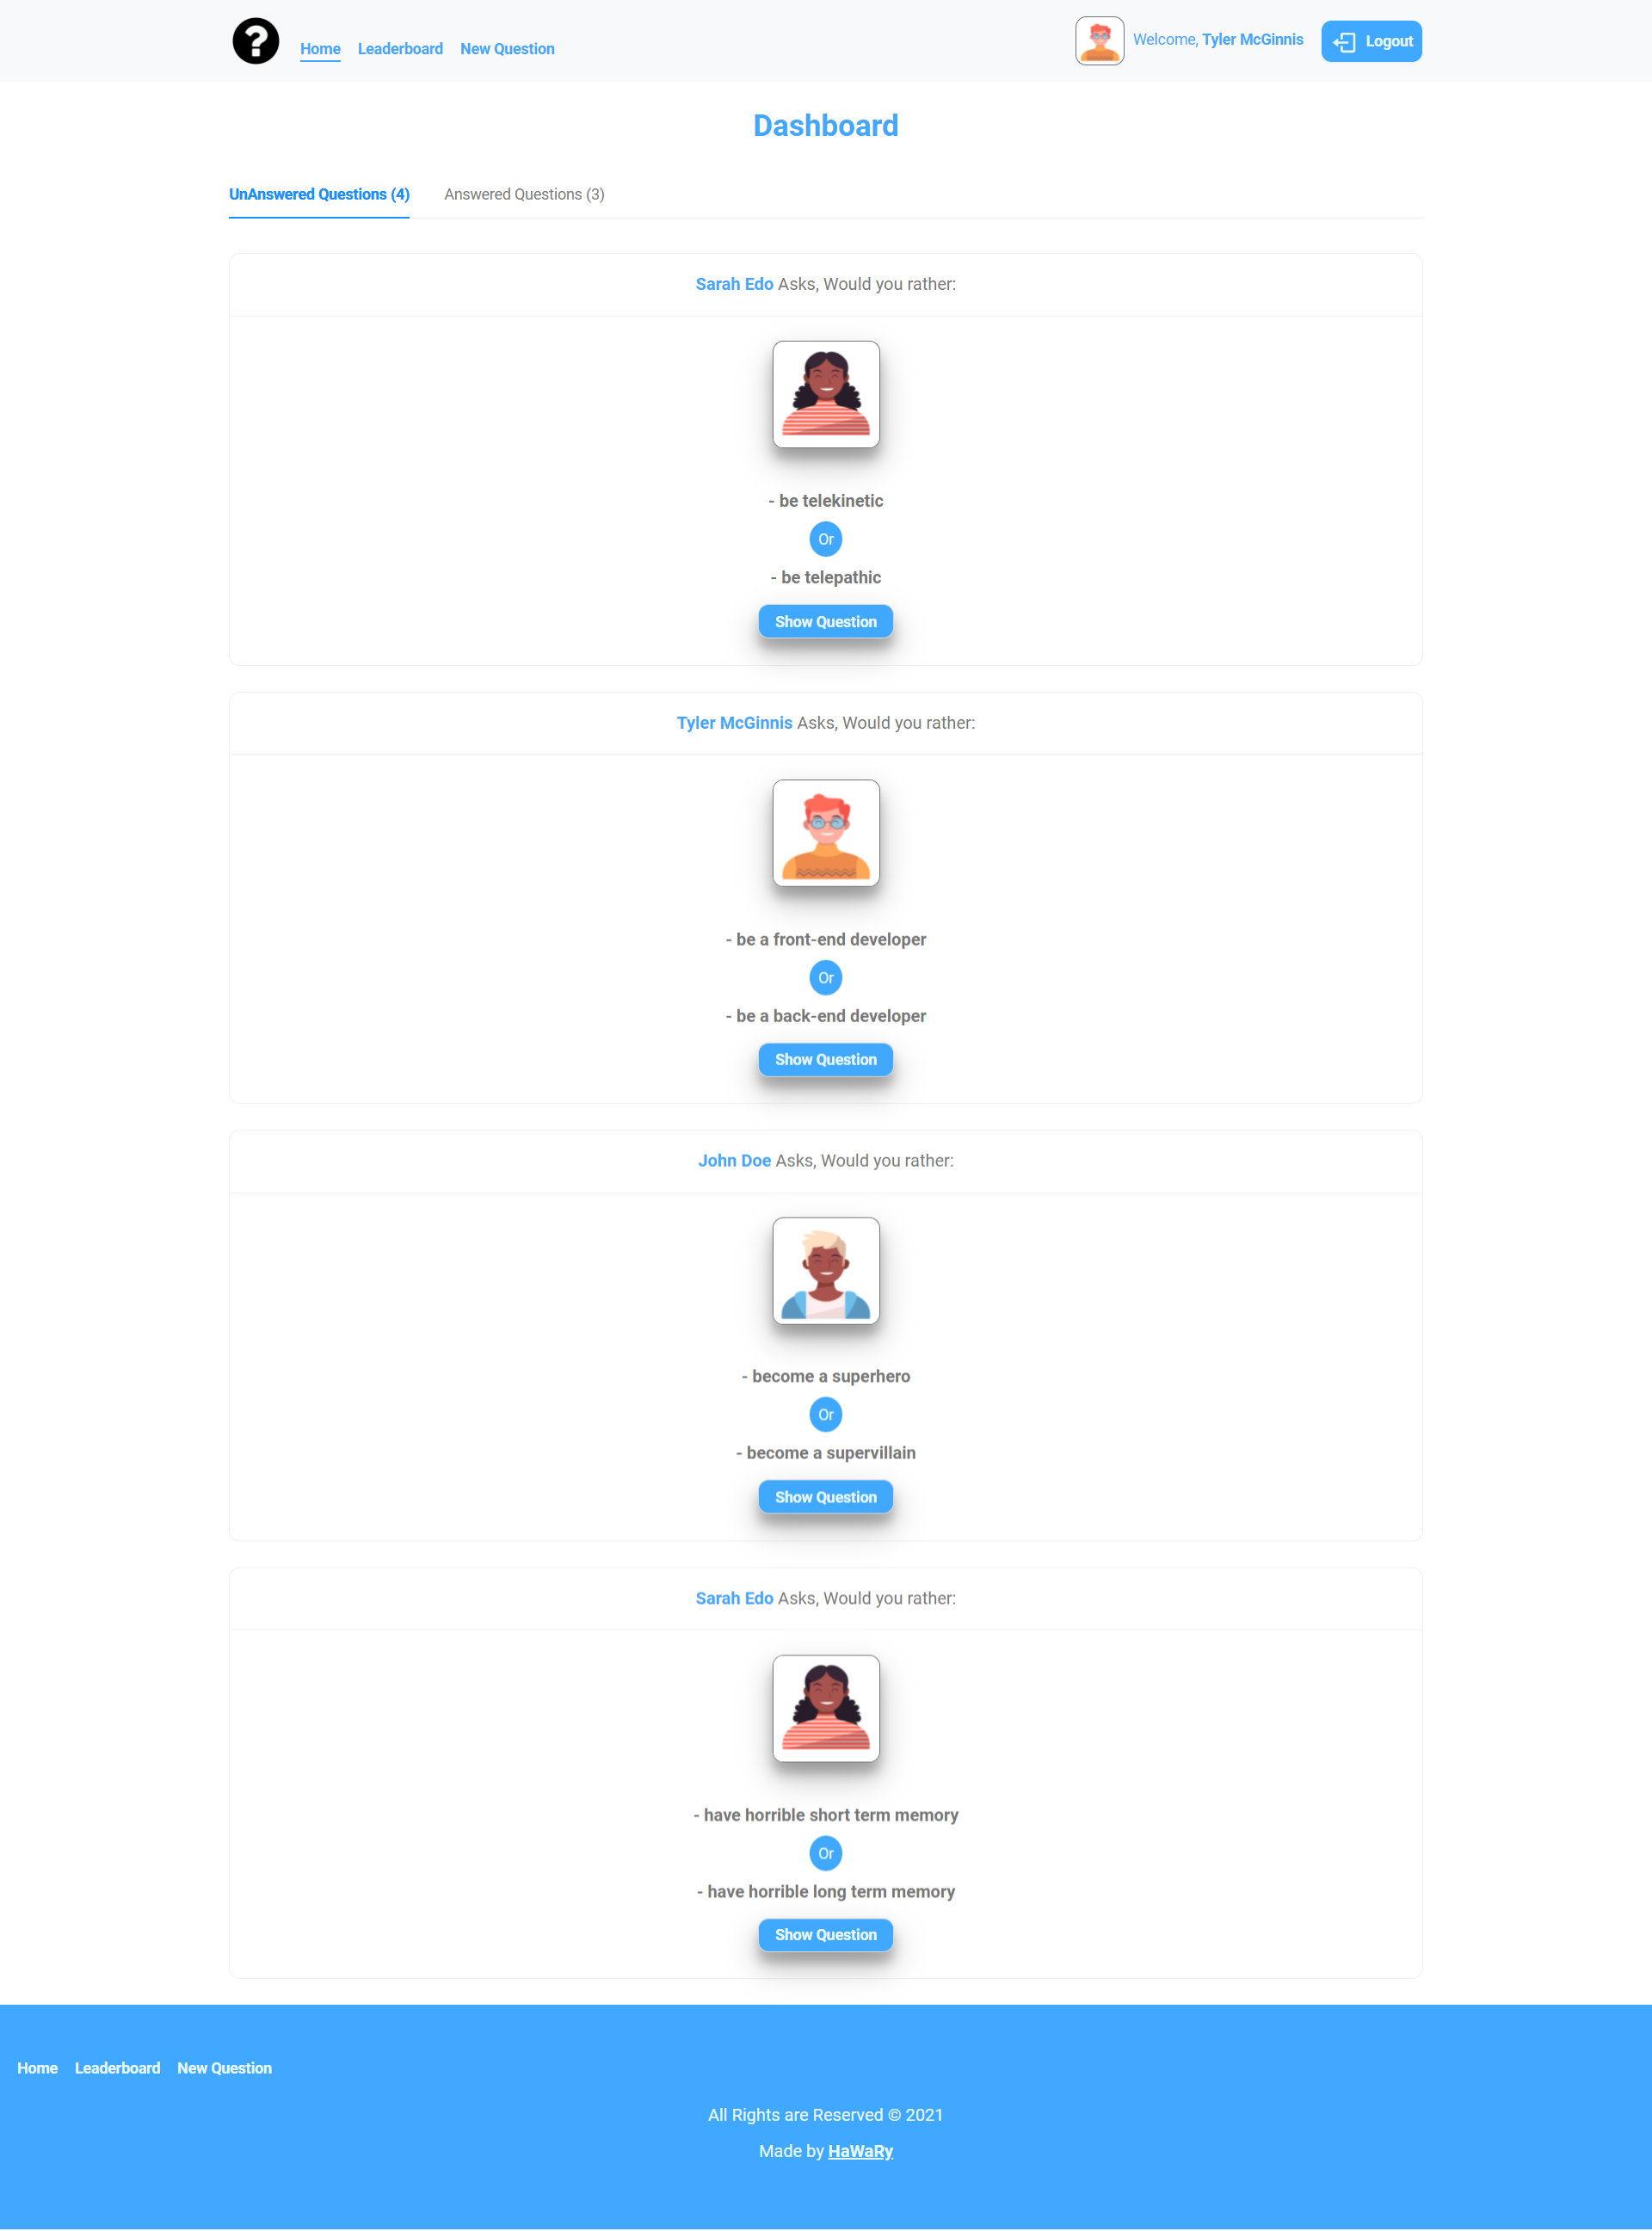 ?
Home Leaderboard New Question
Welcome, Tyler McGinnis
Logout
Dashboard
UnAnswered Questions (4) Answered Questions (3)
Sarah Edo Asks, Would you rather:
- be telekinetic
Or
- be telepathic
Show Question
Tyler McGinnis Asks, Would you rather:
- be a front-end developer
Or
- be a back-end developer
Show Question
John Doe Asks, Would you rather:
- become a superhero
Or
- become a supervillain
Show Question
Sarah Edo Asks, Would you rather:
- have horrible short term memory
Or
- have horrible long term memory
Show Question
Home Leaderboard New Question
All Rights are Reserved © 2021
Made by HaWaRy